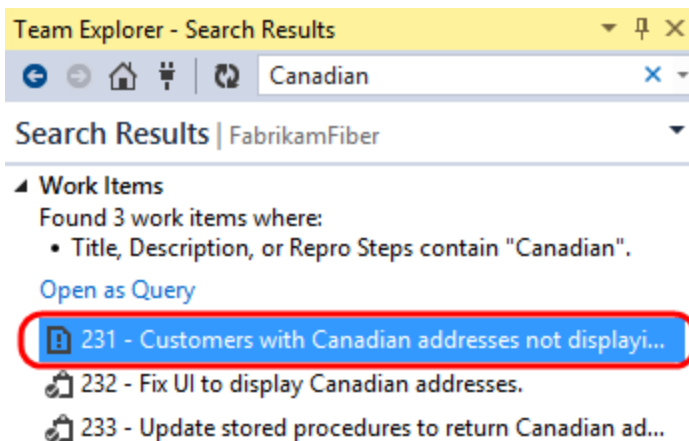 Team Explorer - Search Results
Canadian
Search Results | FabrikamFiber
Work Items
Found 3 work items where:
• Title, Description, or Repro Steps contain "Canadian".
Open as Query
231 - Customers with Canadian addresses not displayi...
232 - Fix UI to display Canadian addresses.
233 - Update stored procedures to return Canadian ad...